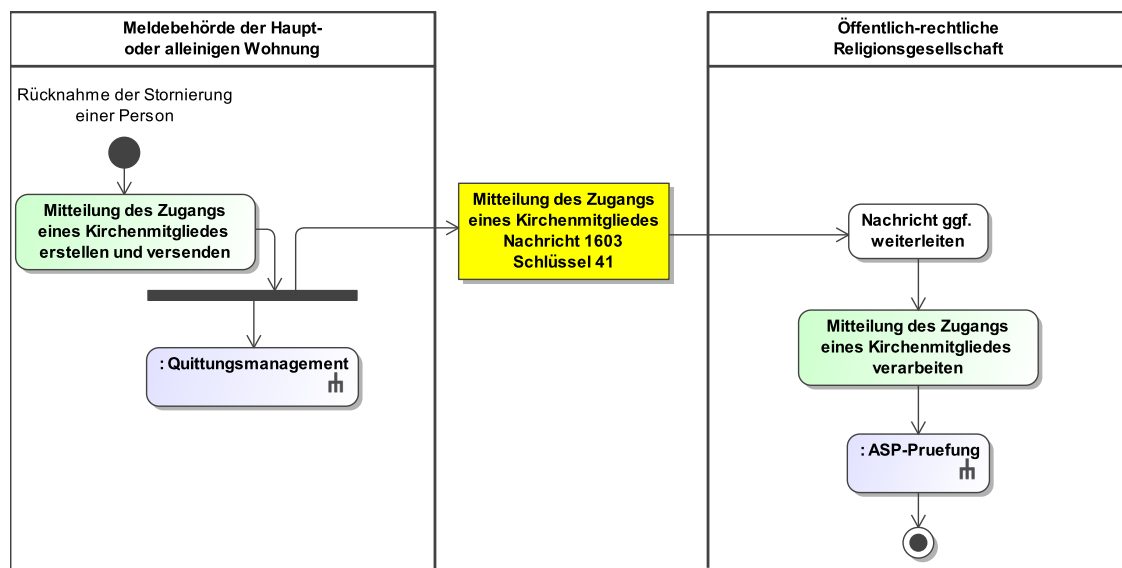 Meldebehörde der Haupt-
oder alleinigen Wohnung
Öffentlich-rechtliche
Religionsgesellschaft
Rücknahme der Stornierung
einer Person
Mitteilung des Zugangs
eines Kirchenmitgliedes
erstellen und versenden
: Quittungsmanagement
Mitteilung des Zugangs
eines Kirchenmitgliedes
Nachricht 1603
Schlüssel 41
Nachricht ggf.
weiterleiten
Mitteilung des Zugangs
eines Kirchenmitgliedes
verarbeiten
: ASP-Pruefung